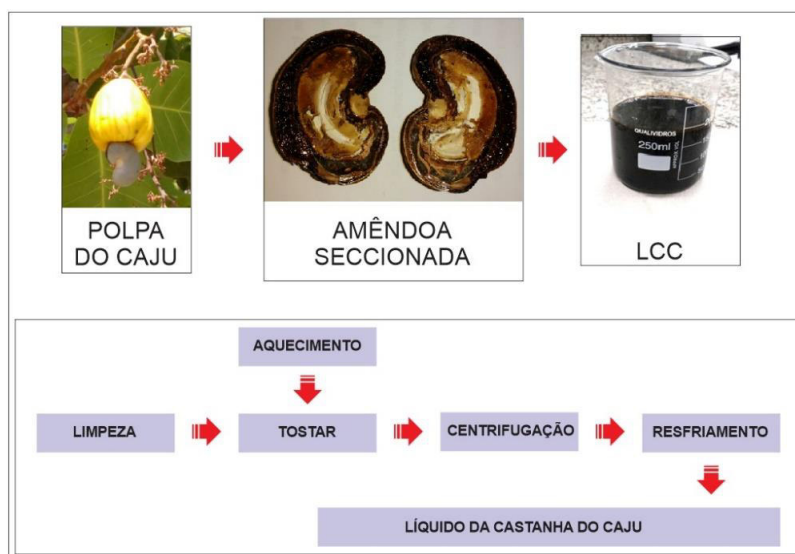 QUALIVIDROS
250ml
POLPA
DO CAJU
AMÊNDOA
SECCIONADA
LCC
AQUECIMENTO
LIMPEZA
TOSTAR
CENTRIFUGAÇÃO
RESFRIAMENTO
LÍQUIDO DA CASTANHA DO CAJU